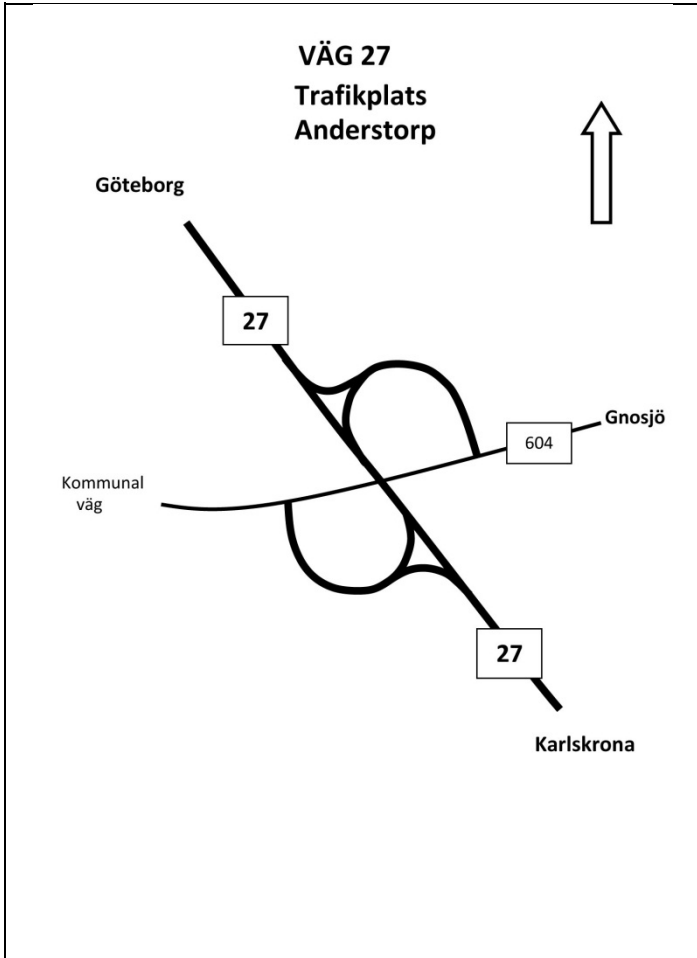 VÄG 27
Trafikplats
Anderstorp
Göteborg
27
Gnosjö
604
Kommunal
väg
27
Karlskrona